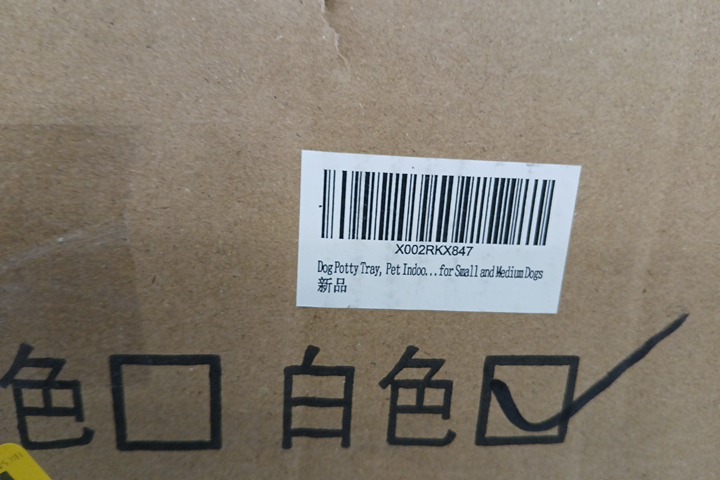 X002RKX847
Dog Potty Tray, Pet Indoo...for Small and Medium Dogs
新品
色□ 白色☑